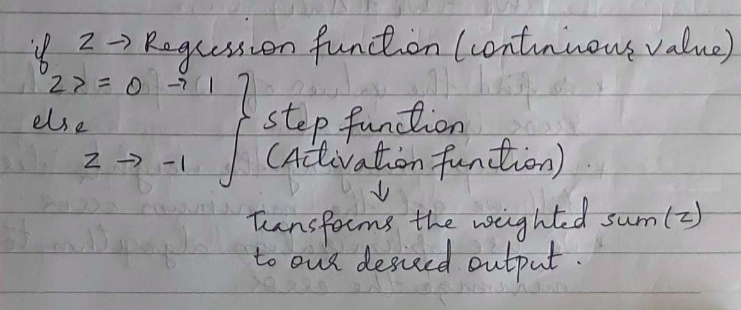 if z → Regression function (continuous value)
z >= 0 → 1
else
step function
z → -1
(Activation function)
↓
Transforms the weighted sum (z)
to our desired output.